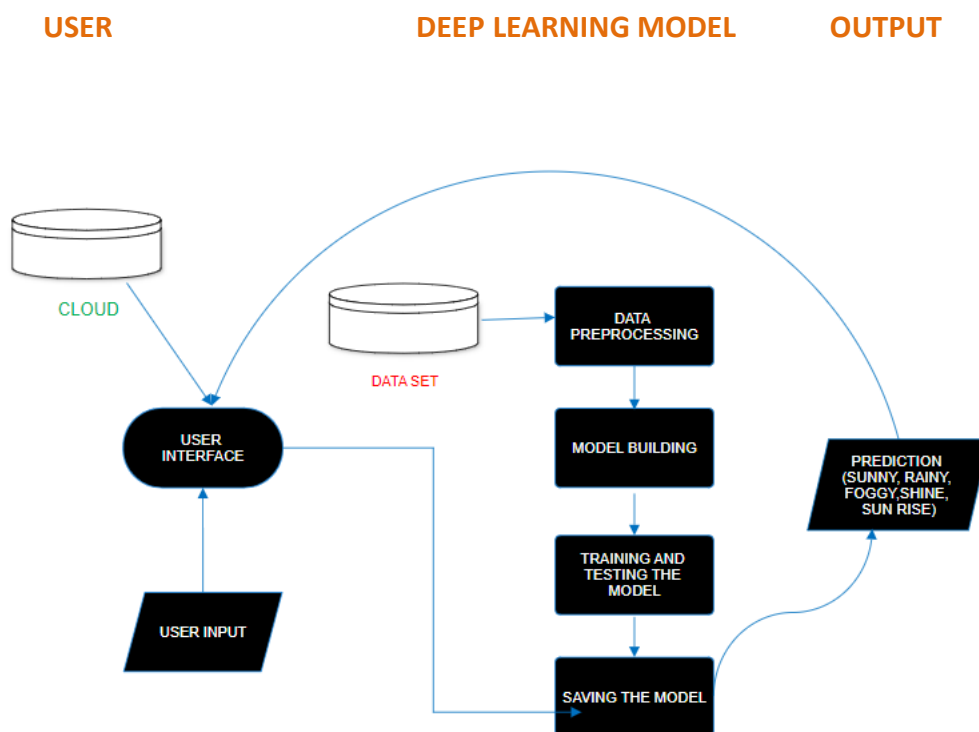 USER
DEEP LEARNING MODEL
OUTPUT
CLOUD
DATA SET
DATA
PREPROCESSING
USER
INTERFACE
MODEL BUILDING
PREDICTION
(SUNNY, RAINY,
FOGGY,SHINE,
SUN RISE)
TRAINING AND
TESTING THE
MODEL
USER INPUT
SAVING THE MODEL